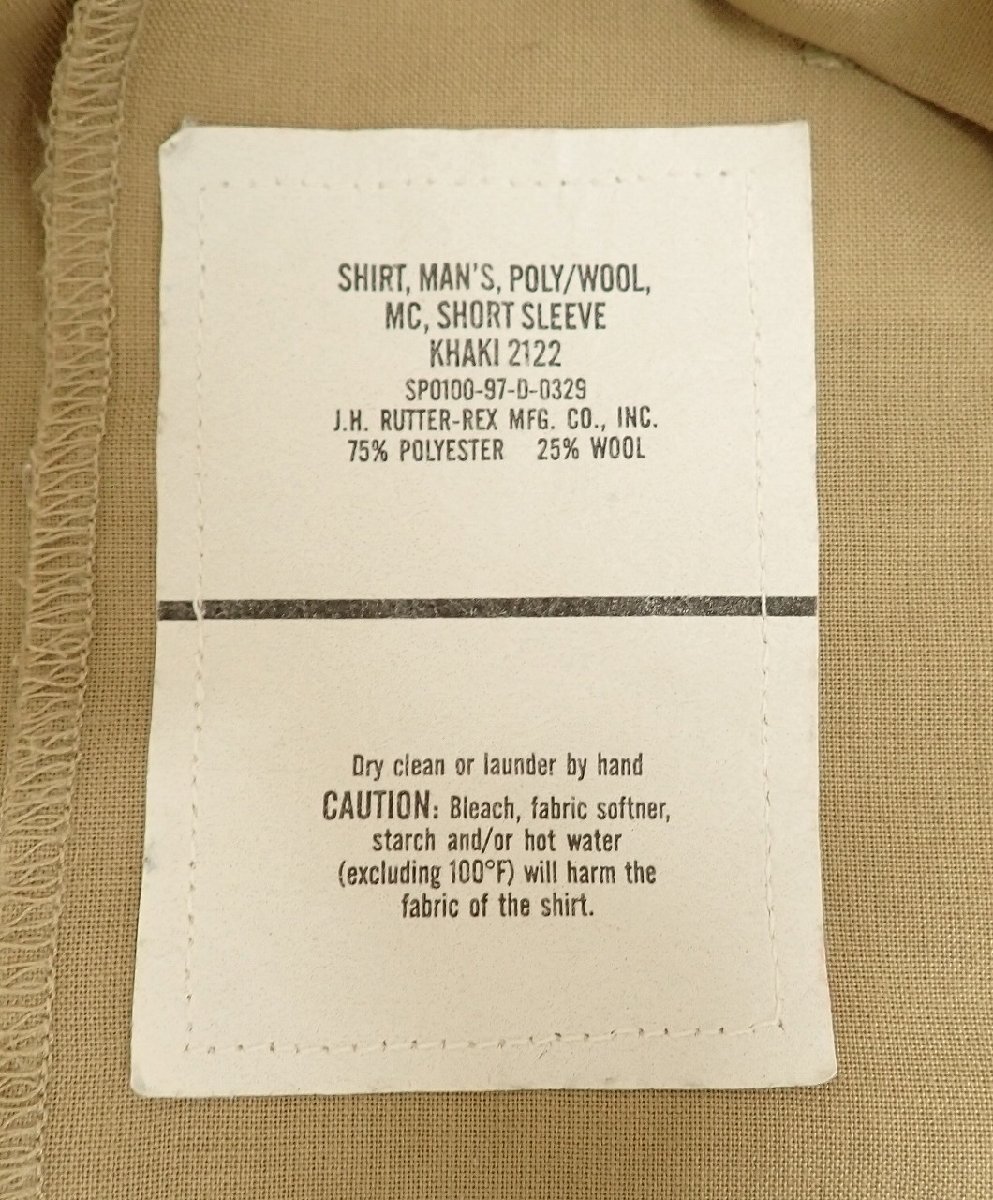 SHIRT, MAN'S, POLY/WOOL,
MC, SHORT SLEEVE
KHAKI 2122
SP0100-97-D-0329
J.H. RUTTER-REX MFG. CO., INC.
75% POLYESTER 25% WOOL
Dry clean or launder by hand
CAUTION: Bleach, fabric softner,
starch and/or hot water
(excluding 100°F) will harm the
fabric of the shirt.